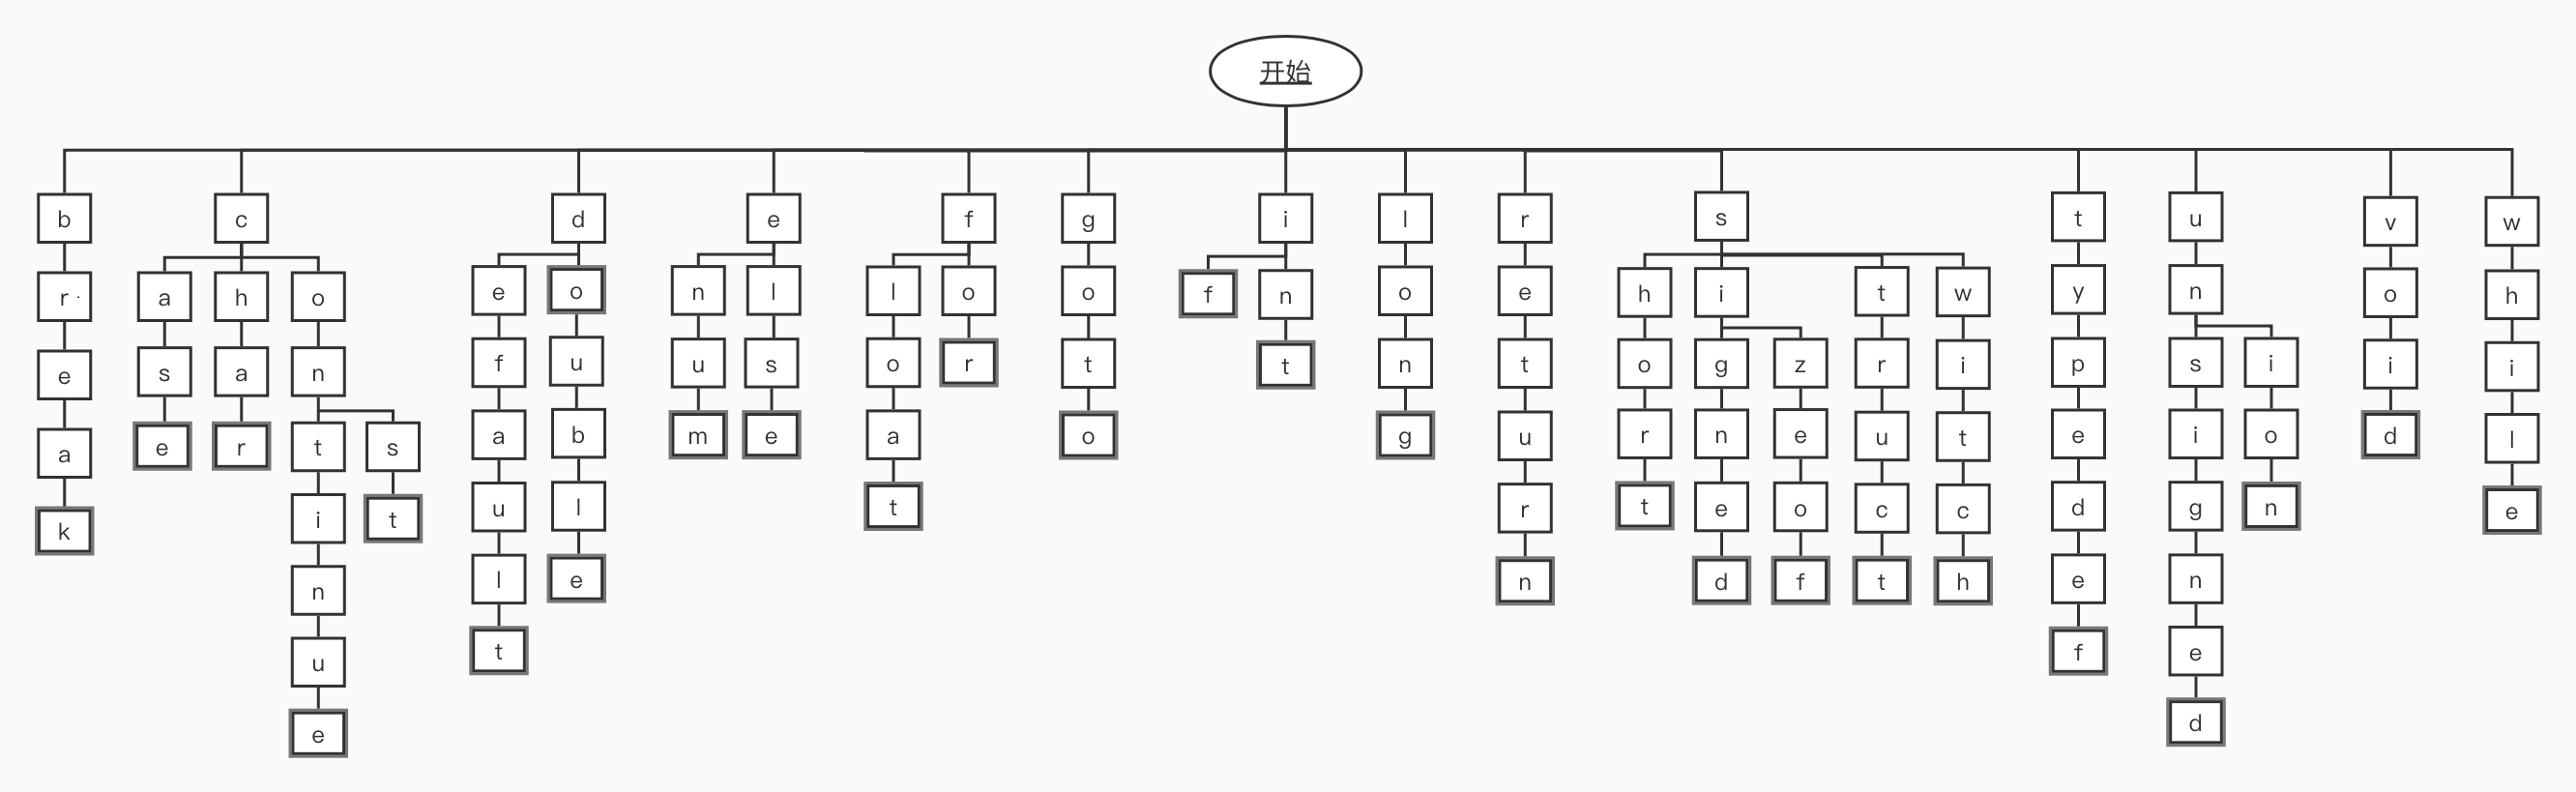 开始
b c d e f g i l r s t u v w
r a h o e o n l l o o f n o e h i t w y n o h
e s a n f u u s o r t t n t o g z r i p s i i i
a e r t s a b m e a o g u r n e u t e i o d l
k i t u l t r t e o c c d g n e
n l e n d f t h e n
u t f e
e d